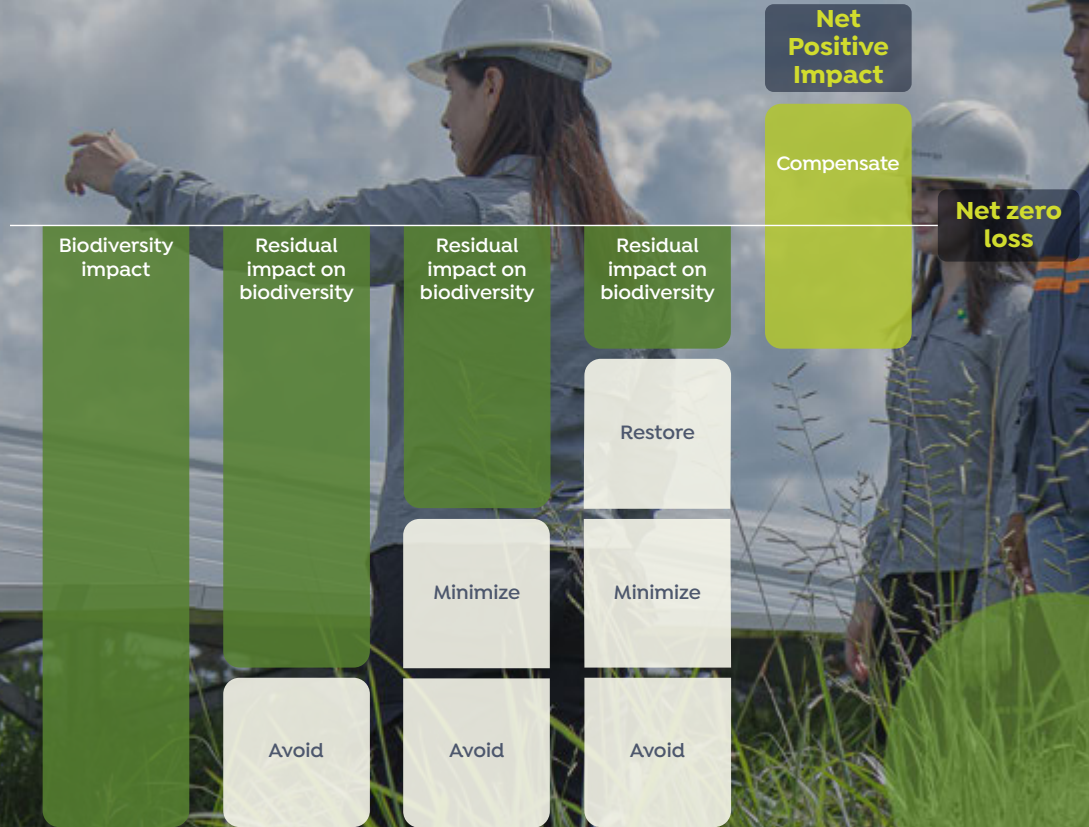 Net
Positive
Impact
Compensate
Net zero
loss
Biodiversity
impact
Residual
impact on
biodiversity
Residual
impact on
biodiversity
Residual
impact on
biodiversity
Restore
Minimize
Minimize
Avoid
Avoid
Avoid